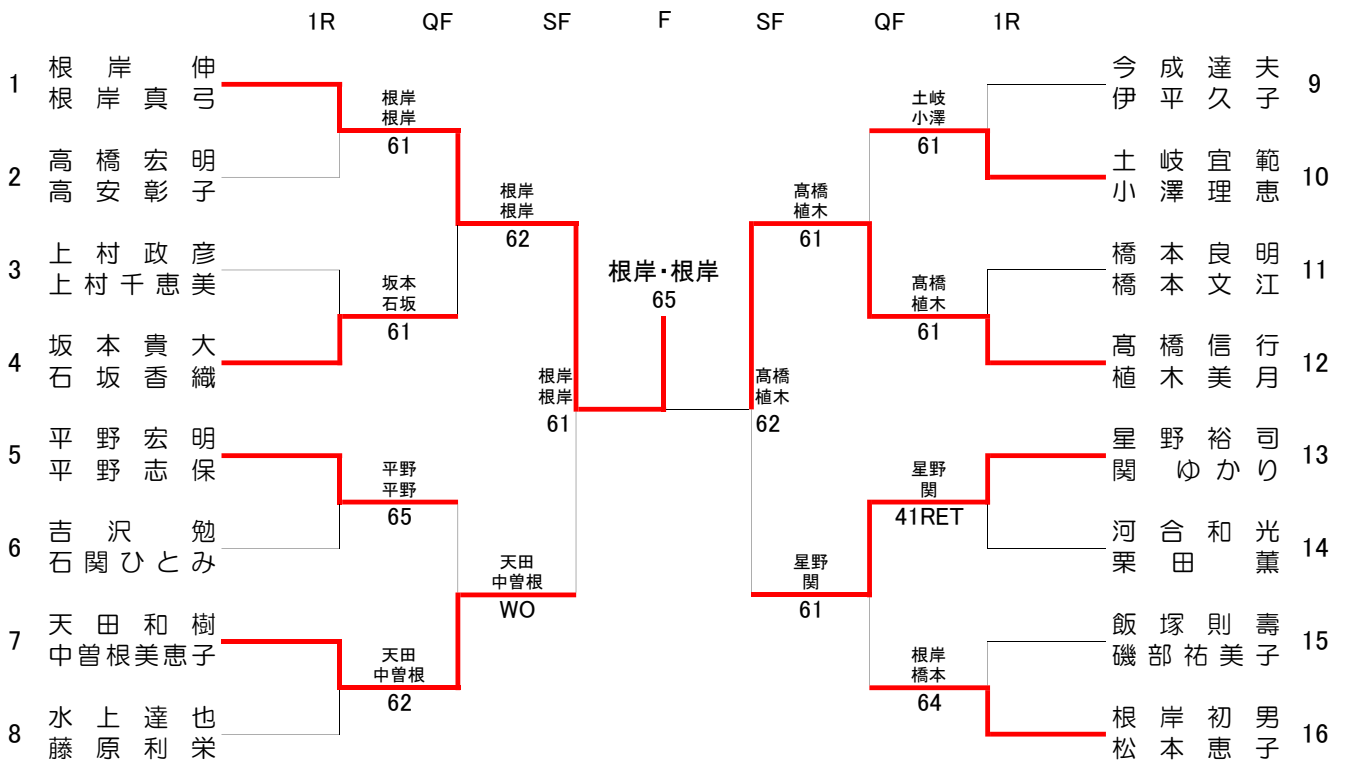 1R QF SF F SF QF 1R
1 根岸 伸
根岸真弓
2 高橋宏明
高安彰子
3 上村政彦
上村千恵美
4 坂本貴大
石坂香織
5 平野宏明
平野志保
6 吉沢 勉
石関ひとみ
7 天田和樹
中曽根美恵子
8 水上達也
藤原利栄
根岸
根岸
61
坂本
石坂
61
平野
平野
65
天田
中曽根
62
根岸
根岸
62
天田
中曽根
WO
根岸
根岸
61
根岸・根岸
65
髙橋
植木
62
髙橋
植木
61
星野
関
61
土岐
小澤
61
髙橋
植木
61
星野
関
41RET
根岸
橋本
64
今成達夫 9
伊平久子
土岐宜範 10
小澤理恵
橋本良明 11
橋本文江
髙橋信行 12
植木美月
星野裕司 13
関 ゆかり
河合和光 14
栗田 薫
飯塚則壽 15
磯部祐美子
根岸初男 16
松本恵子